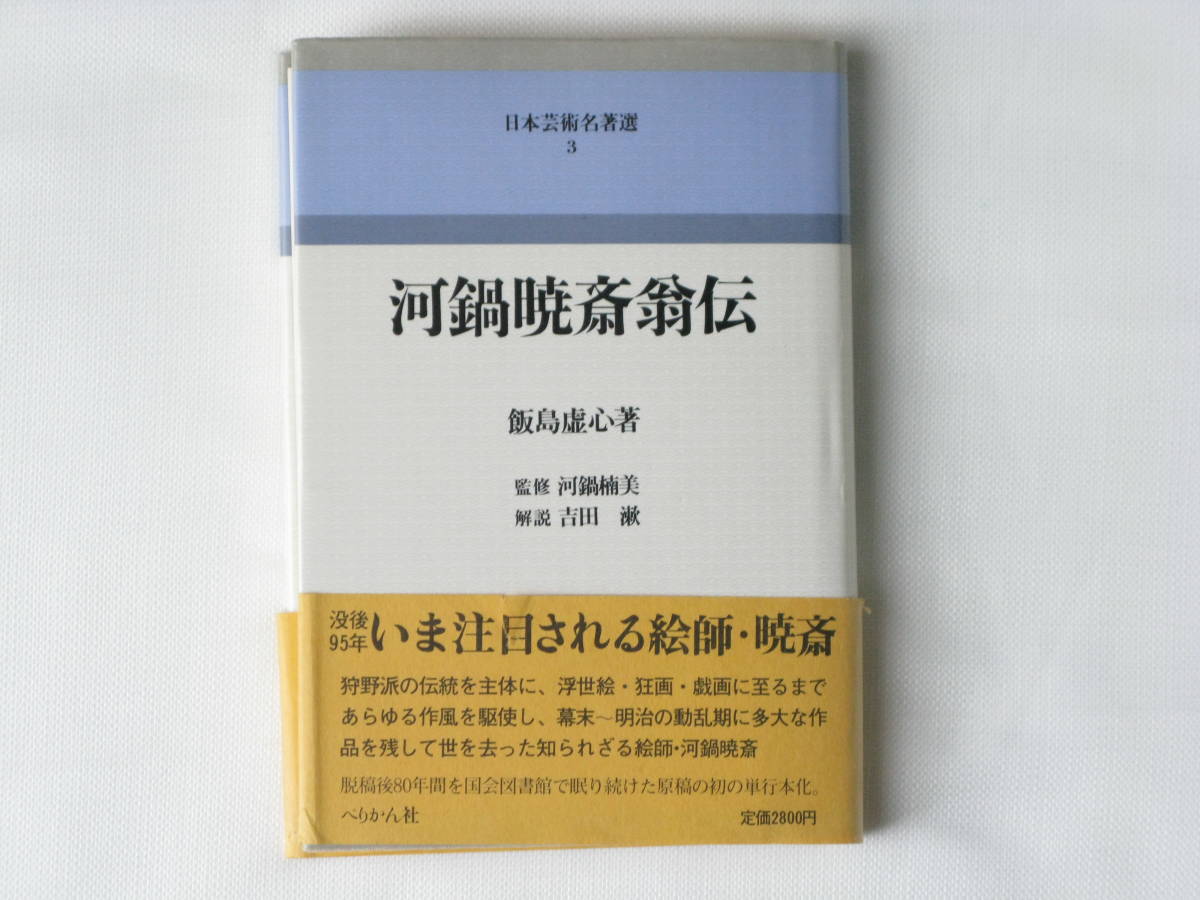 日本芸術名著選
3
河鍋暁斎翁伝
飯島虚心著
監修 河鍋楠美
解説 吉田 漱
没後95年 いま注目される絵師・暁斎
狩野派の伝統を主体に、浮世絵・狂画・戯画に至るまで
あらゆる作風を駆使し、幕末〜明治の動乱期に多大な作
品を残して世を去った知られざる絵師・河鍋暁斎
脱稿後80年間を国会図書館で眠り続けた原稿の初の単行本化。
ぺりかん社 定価2800円